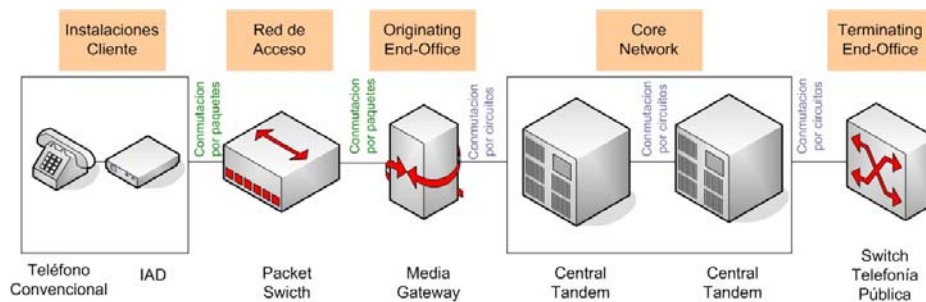 Instalaciones
Cliente
Red de
Acceso
Originating
End-Office
Core
Network
Terminating
End-Office
Conmutacion
por paquetes
Conmutacion
por paquetes
Conmutacion
por circuitos
Conmutacion
por circuitos
Conmutacion
por circuitos
Teléfono
Convencional
IAD
Packet
Swicth
Media
Gateway
Central
Tandem
Central
Tandem
Switch
Telefonía
Pública